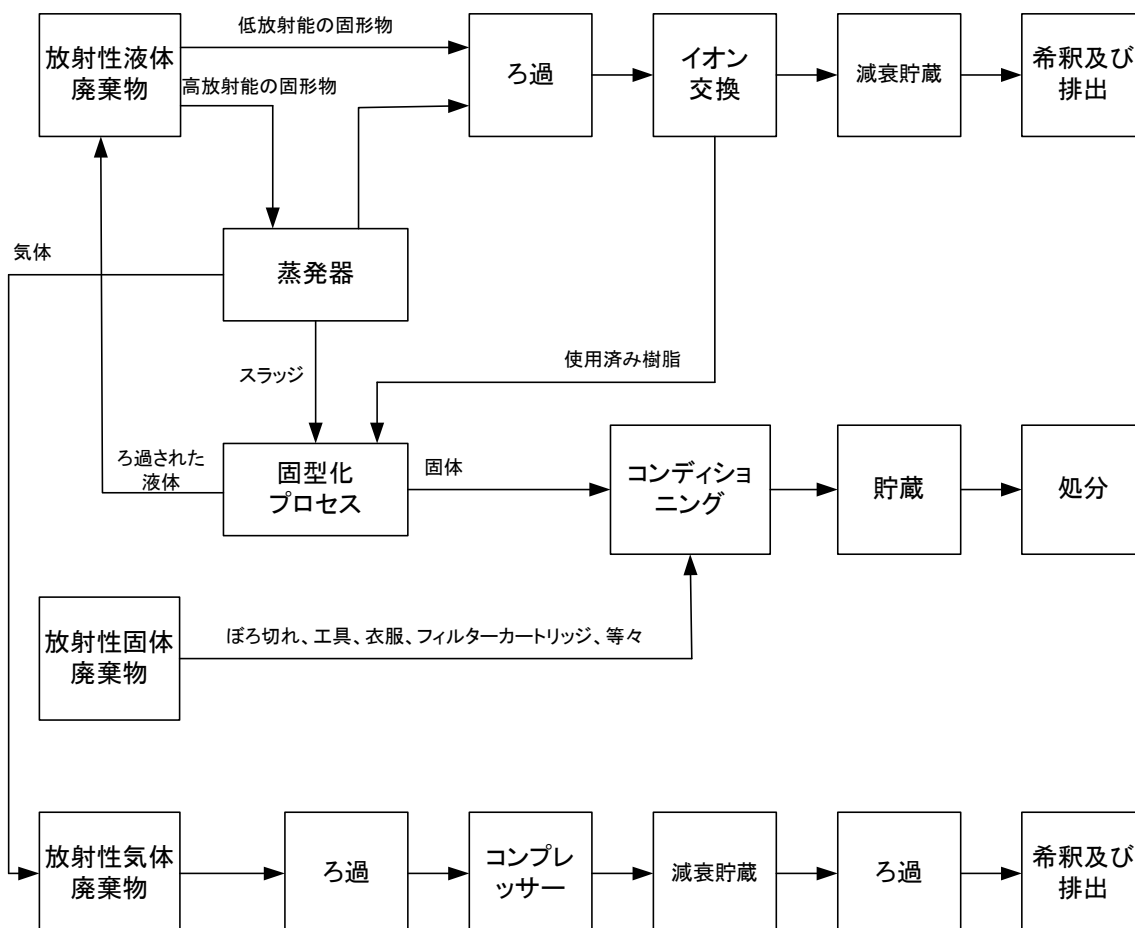 低放射能の固形物
放射性液体
廃棄物
高放射能の固形物
ろ過
イオン
交換
減衰貯蔵
希釈及び
排出
気体
蒸発器
スラッジ
使用済み樹脂
ろ過された
液体
固型化
プロセス
固体
コンディショ
ニング
貯蔵
処分
放射性固体
廃棄物
ぼろ切れ、工具、衣服、フィルターカートリッジ、等々
放射性気体
廃棄物
ろ過
コンプレ
ッサー
減衰貯蔵
ろ過
希釈及び
排出